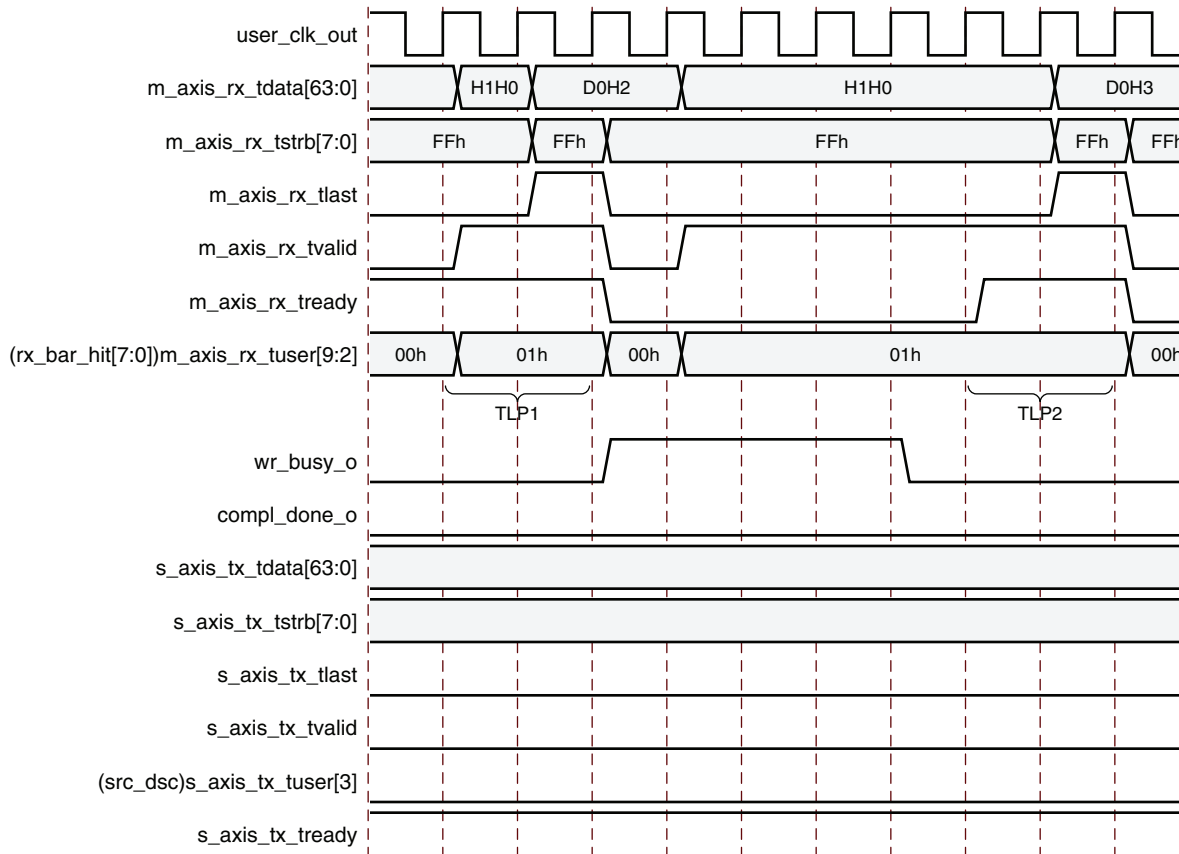 user_clk_out
m_axis_rx_tdata[63:0] H1H0 D0H2 H1H0 D0H3
m_axis_rx_tstrb[7:0] FFh FFh FFh FFh FFh
m_axis_rx_tlast
m_axis_rx_tvalid
m_axis_rx_tready
(rx_bar_hit[7:0])m_axis_rx_tuser[9:2] 00h 01h 00h 01h 00h
TLP1 TLP2
wr_busy_o
compl_done_o
s_axis_tx_tdata[63:0]
s_axis_tx_tstrb[7:0]
s_axis_tx_tlast
s_axis_tx_tvalid
(src_dsc)s_axis_tx_tuser[3]
s_axis_tx_tready